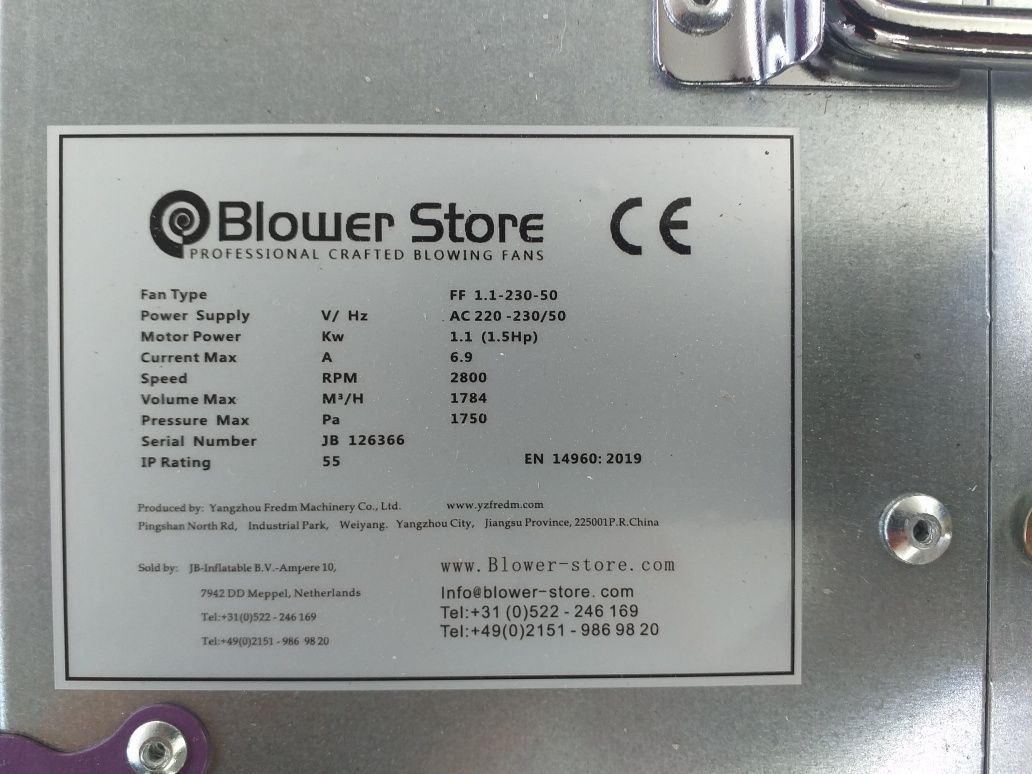 Blower Store
PROFESSIONAL CRAFTED BLOWING FANS
CE
Fan Type FF 1.1-230-50
Power Supply V/ Hz AC 220 -230/50
Motor Power Kw 1.1 (1.5Hp)
Current Max A 6.9
Speed RPM 2800
Volume Max M³/H 1784
Pressure Max Pa 1750
Serial Number JB 126366
IP Rating 55 EN 14960: 2019
Produced by: Yangzhou Fredm Machinery Co., Ltd. www.yzfredm.com
Pingshan North Rd, Industrial Park, Weiyang. Yangzhou City, Jiangsu Province, 225001P.R.China
Sold by: JB-Inflatable B.V.-Ampere 10,
7942 DD Meppel, Netherlands
Tel:+31(0)522 - 246 169
Tel:+49(0)2151 - 986 98 20
www.Blower-store.com
Info@blower-store.com
Tel:+31 (0)522 - 246 169
Tel:+49(0)2151 - 986 98 20